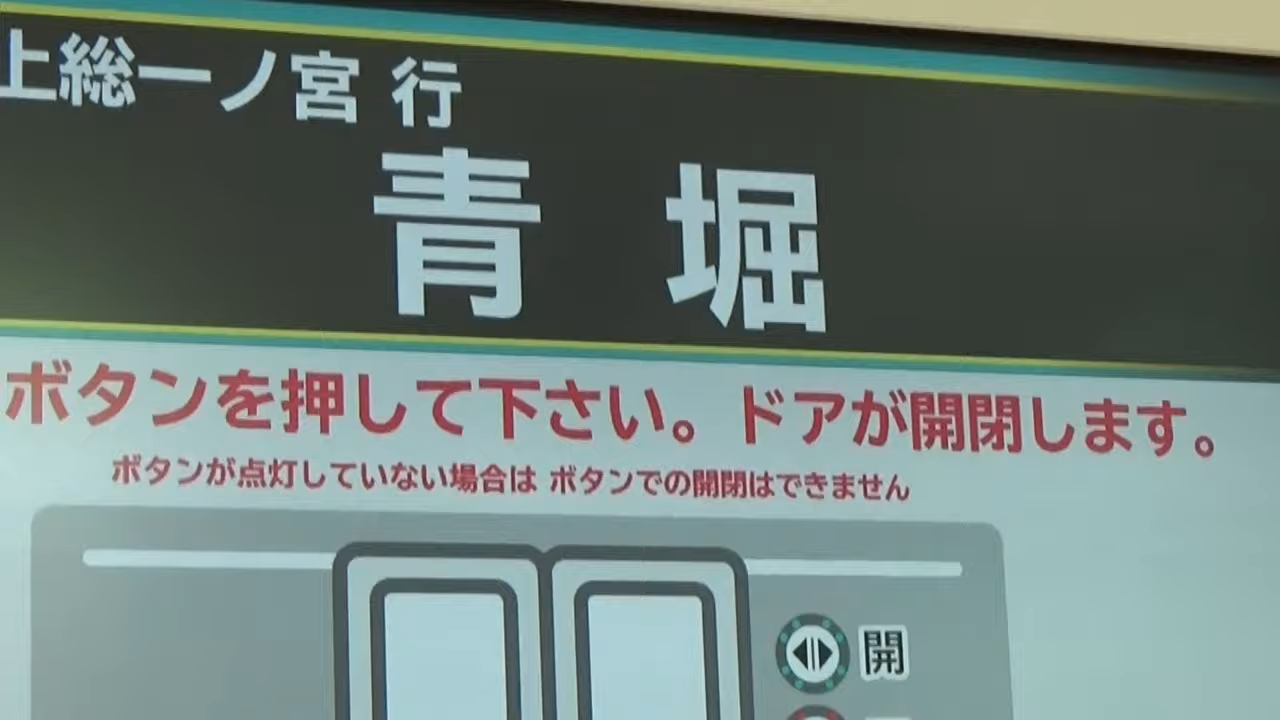 上総一ノ宮 行
青堀
ボタンを押して下さい。ドアが開閉します。
ボタンが点灯していない場合は ボタンでの開閉はできません
開